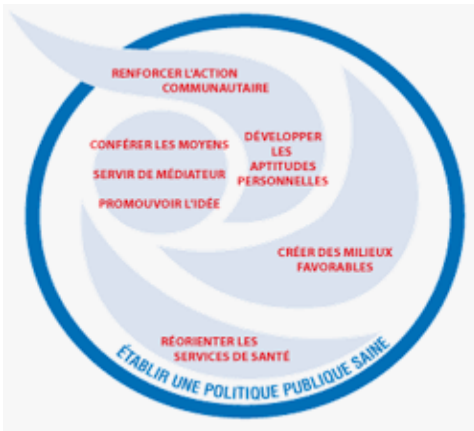 RENFORCER L'ACTION
COMMUNAUTAIRE
CONFÉRER LES MOYENS
SERVIR DE MÉDIATEUR
PROMOUVOIR L'IDÉE
DÉVELOPPER
LES
APTITUDES
PERSONNELLES
CRÉER DES MILIEUX
FAVORABLES
RÉORIENTER LES
SERVICES DE SANTÉ
ÉTABLIR UNE POLITIQUE PUBLIQUE SAINE